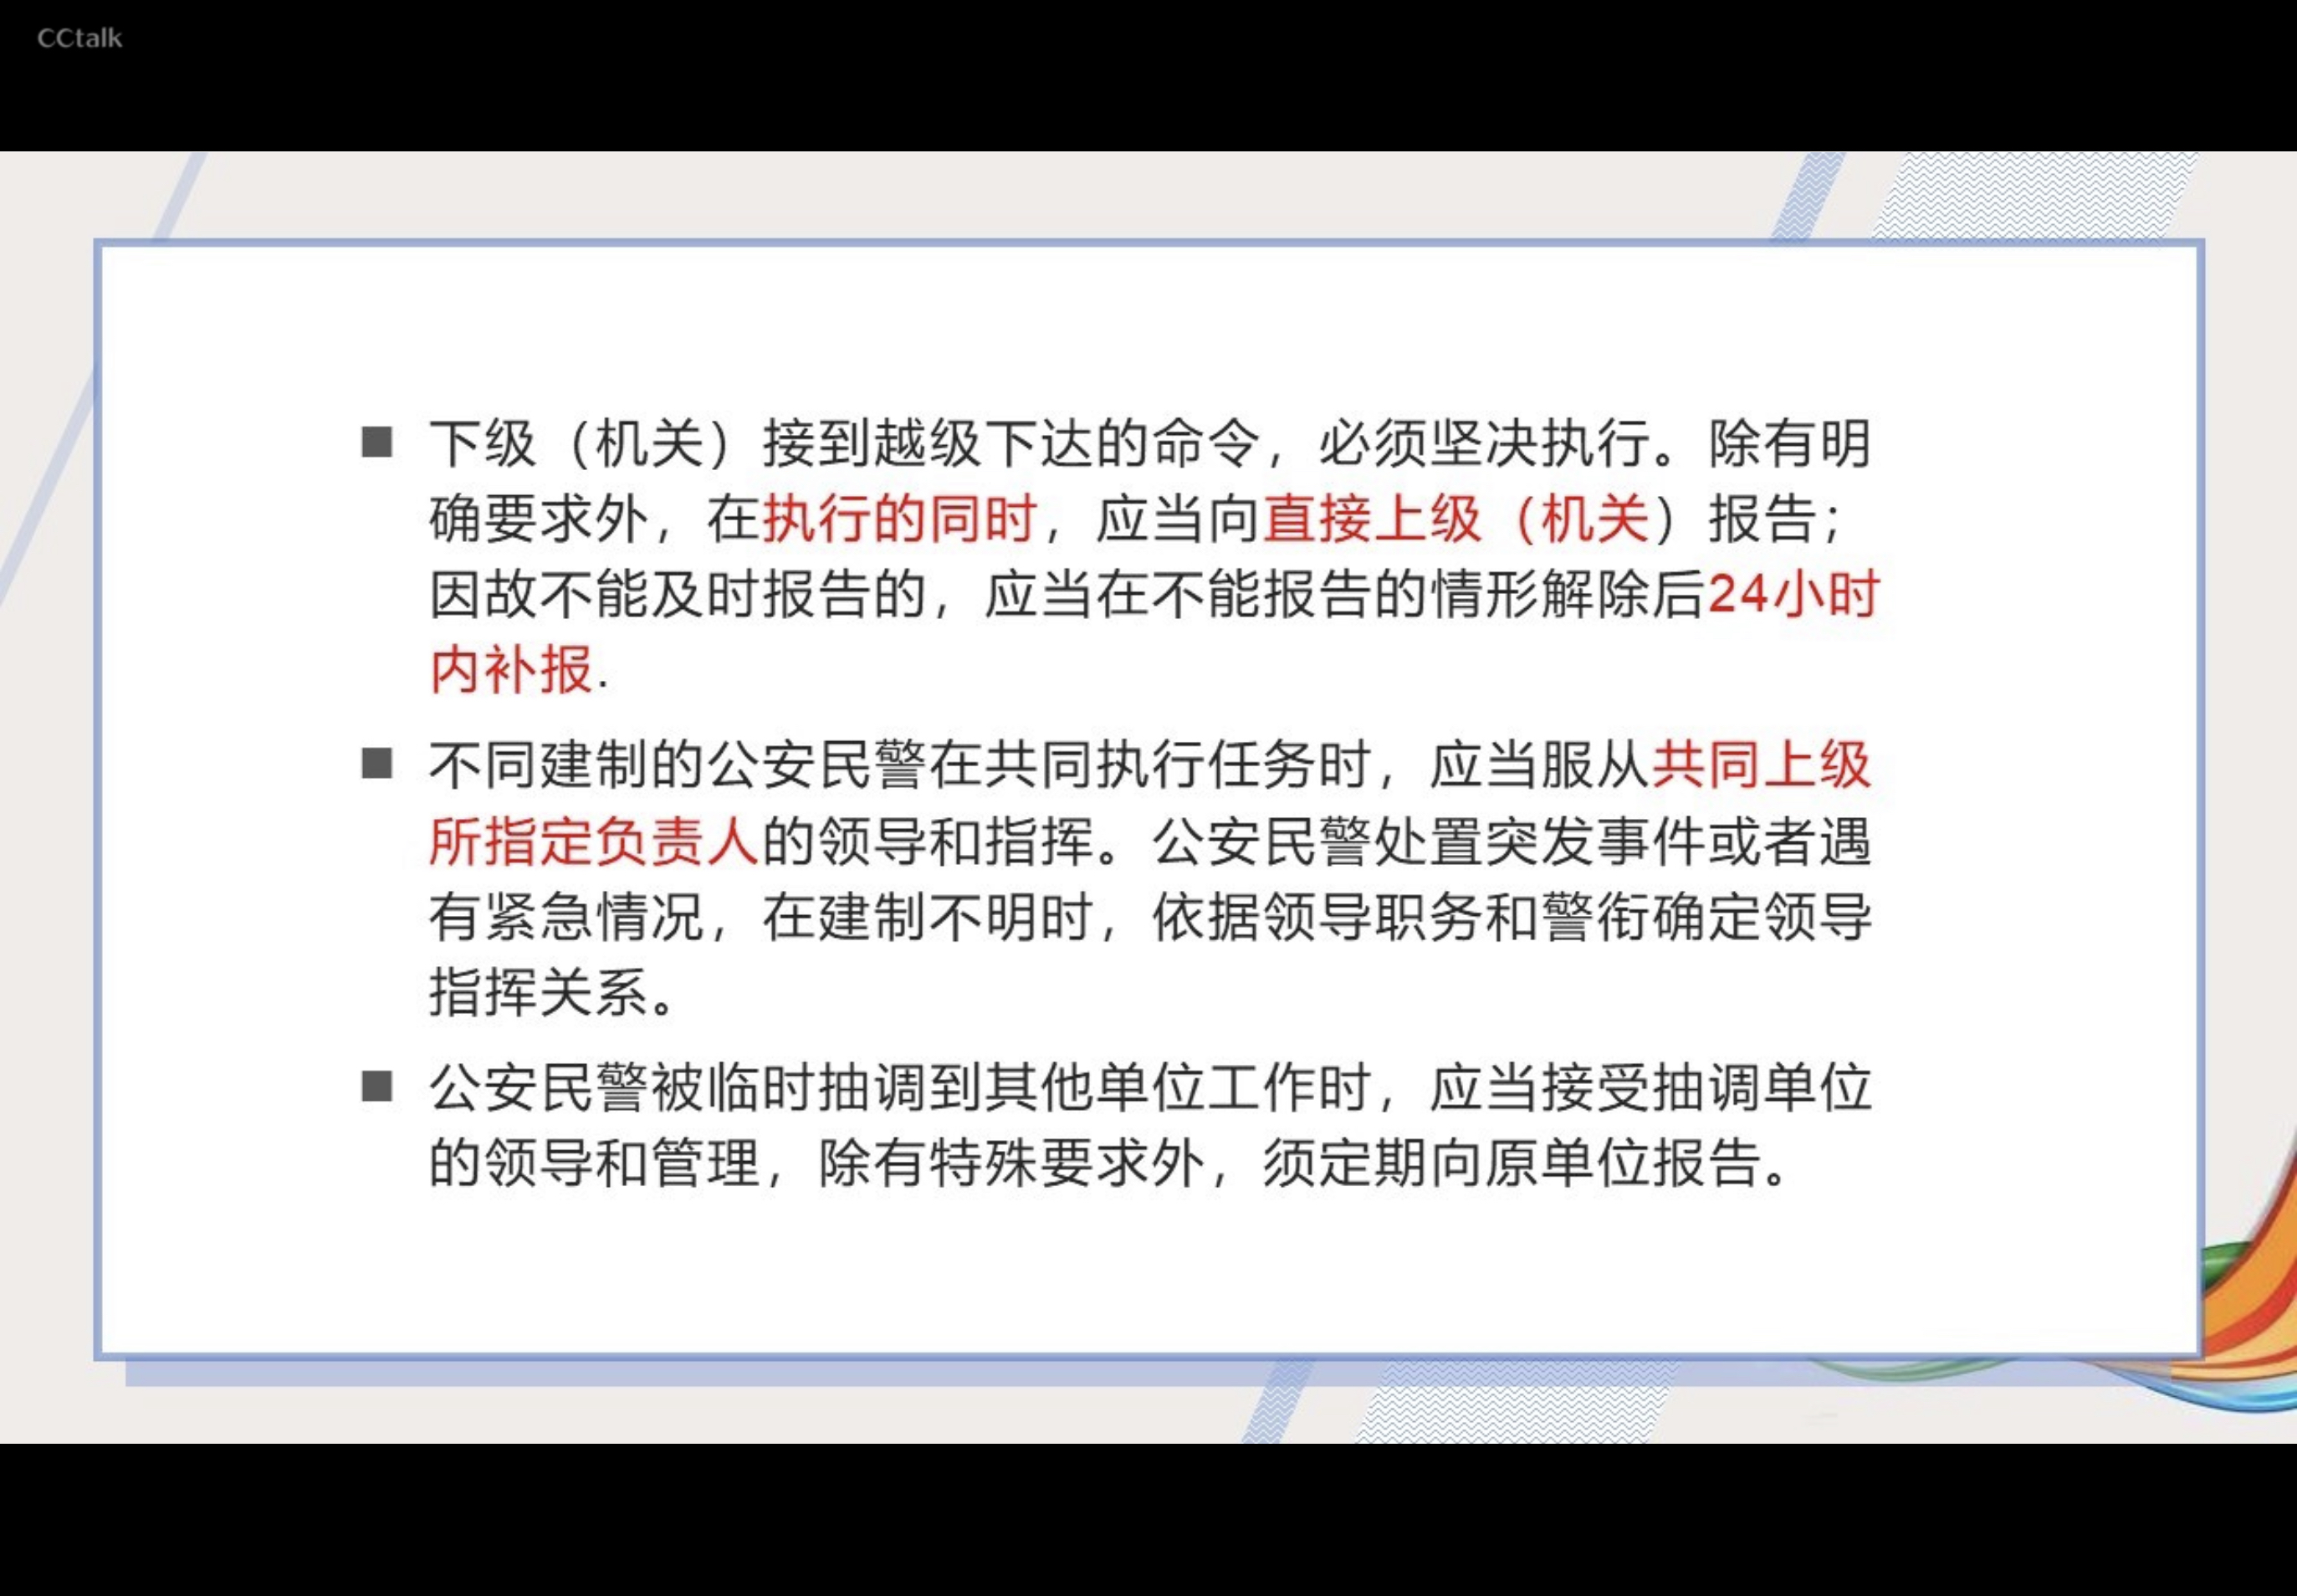 CCtalk
■ 下级（机关）接到越级下达的命令，必须坚决执行。除有明
确要求外，在执行的同时，应当向直接上级（机关）报告；
因故不能及时报告的，应当在不能报告的情形解除后24小时
内补报.
■ 不同建制的公安民警在共同执行任务时，应当服从共同上级
所指定负责人的领导和指挥。公安民警处置突发事件或者遇
有紧急情况，在建制不明时，依据领导职务和警衔确定领导
指挥关系。
■ 公安民警被临时抽调到其他单位工作时，应当接受抽调单位
的领导和管理，除有特殊要求外，须定期向原单位报告。